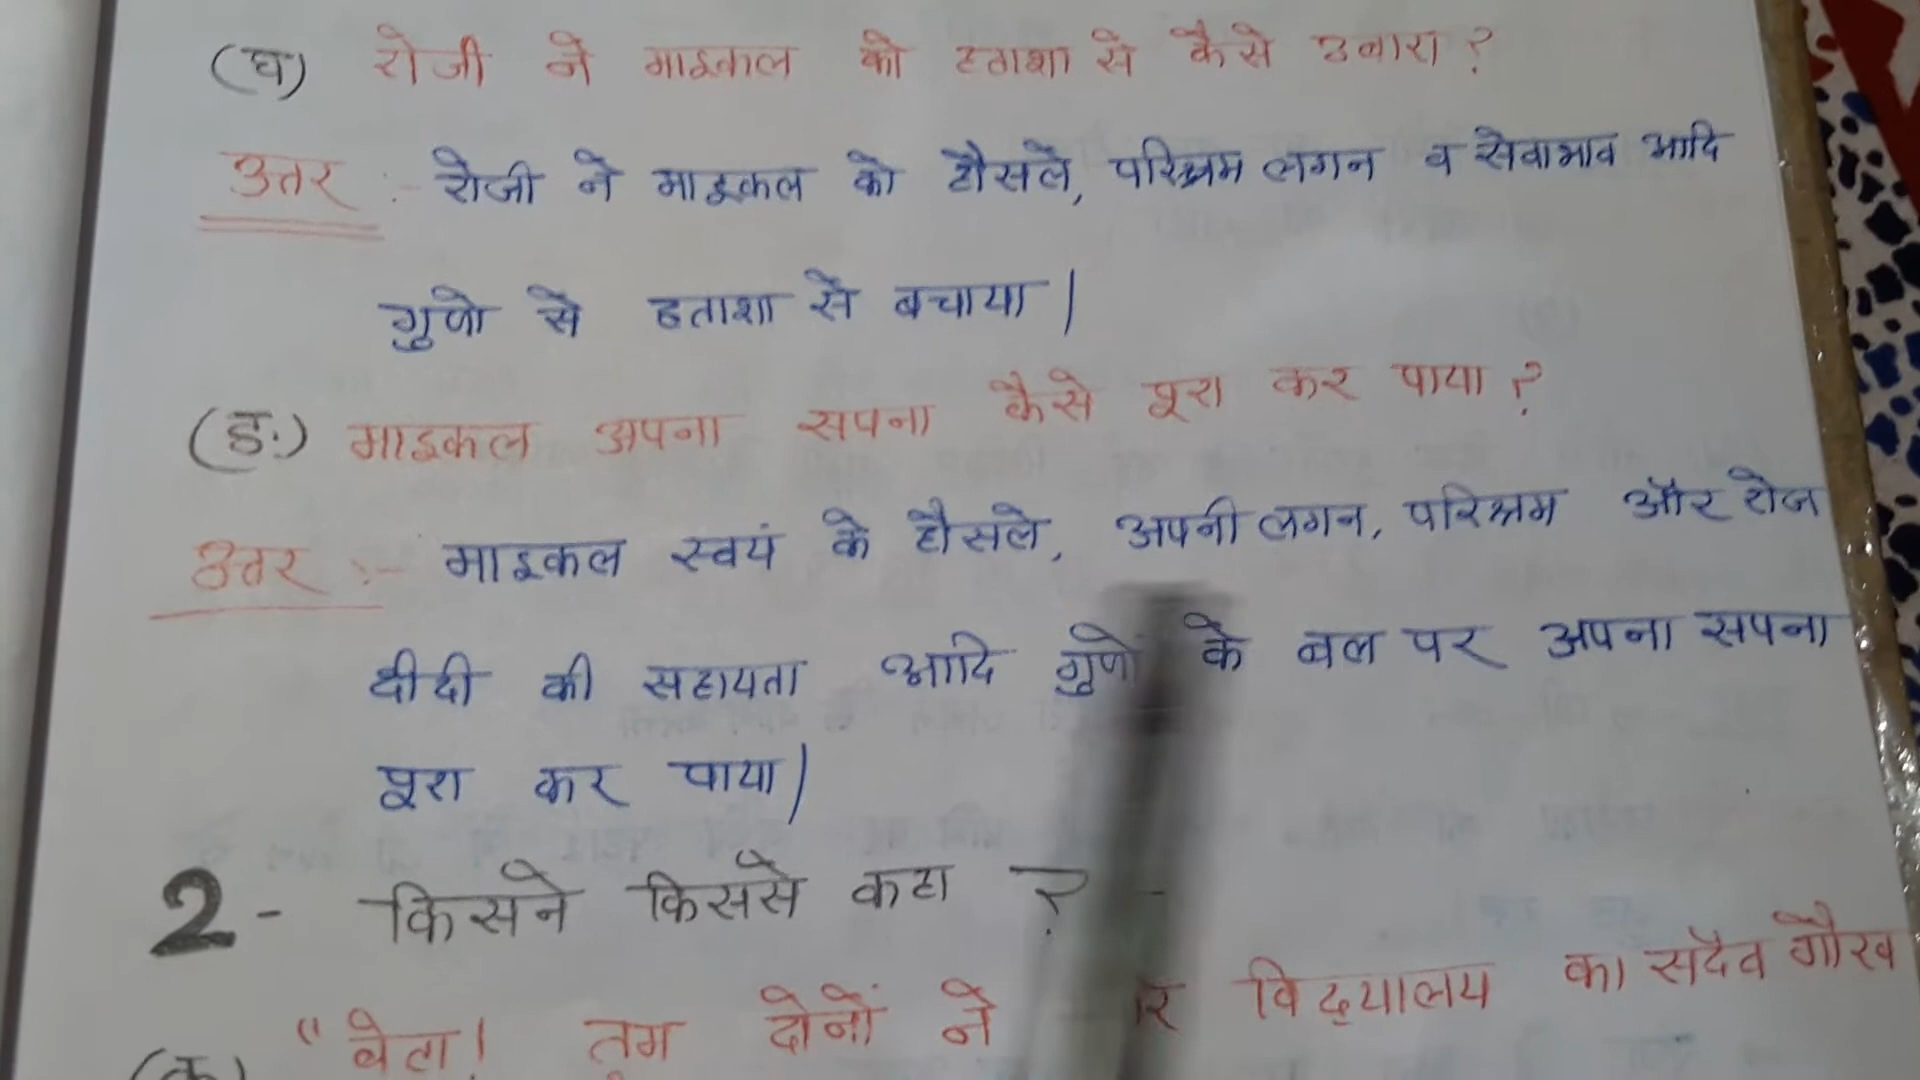 (घ) रोजी ने माइकल को हताशा से कैसे उबारा ?
उत्तर :- रोजी ने माइकल को हौसले, परिश्रम लगन व सेवाभाव आदि
गुणो से हताशा से बचाया |
(ङ) माइकल अपना सपना कैसे पूरा कर पाया ?
उत्तर :- माइकल स्वयं के हौसले, अपनी लगन, परिश्रम और रोज
दीदी की सहायता आदि गुणो के बल पर अपना सपना
पूरा कर पाया |
2 - किसने किससे कहा ? -
(क) " बेटा ! तुम दोनों ने विद्यालय का सदैव गौरव